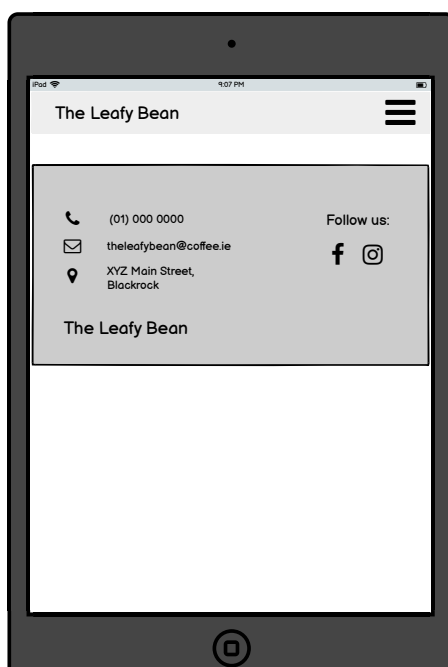 iPad 9:07 PM
The Leafy Bean
(01) 000 0000
Follow us:
theleafybean@coffee.ie
XYZ Main Street,
Blackrock
The Leafy Bean